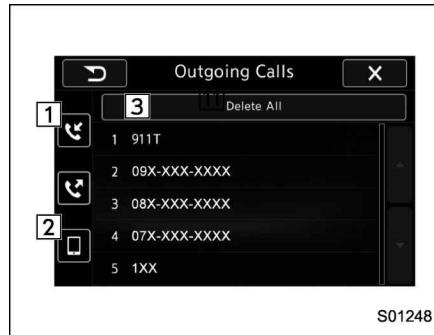 Outgoing Calls
X
Delete All
1
3
1 911T
2 09X-XXX-XXXX
3 08X-XXX-XXXX
2
4 07X-XXX-XXXX
5 1XX
S01248